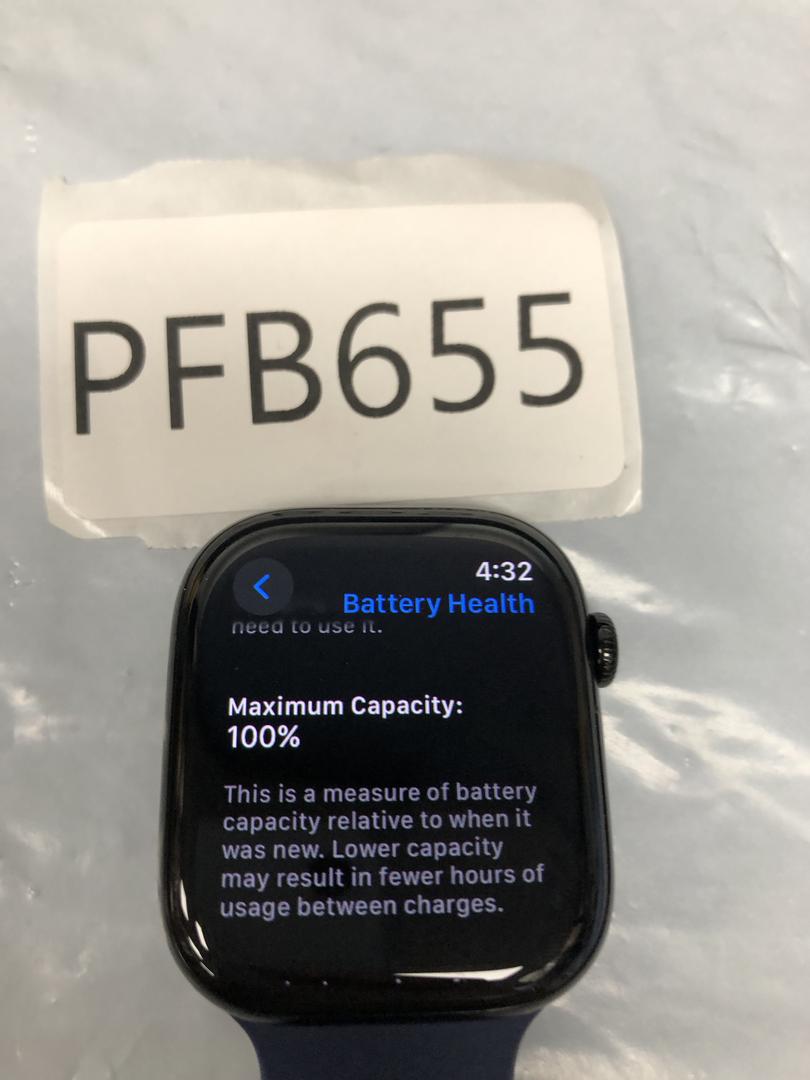 PFB655
4:32
Battery Health
need to use it.
Maximum Capacity:
100%
This is a measure of battery
capacity relative to when it
was new. Lower capacity
may result in fewer hours of
usage between charges.